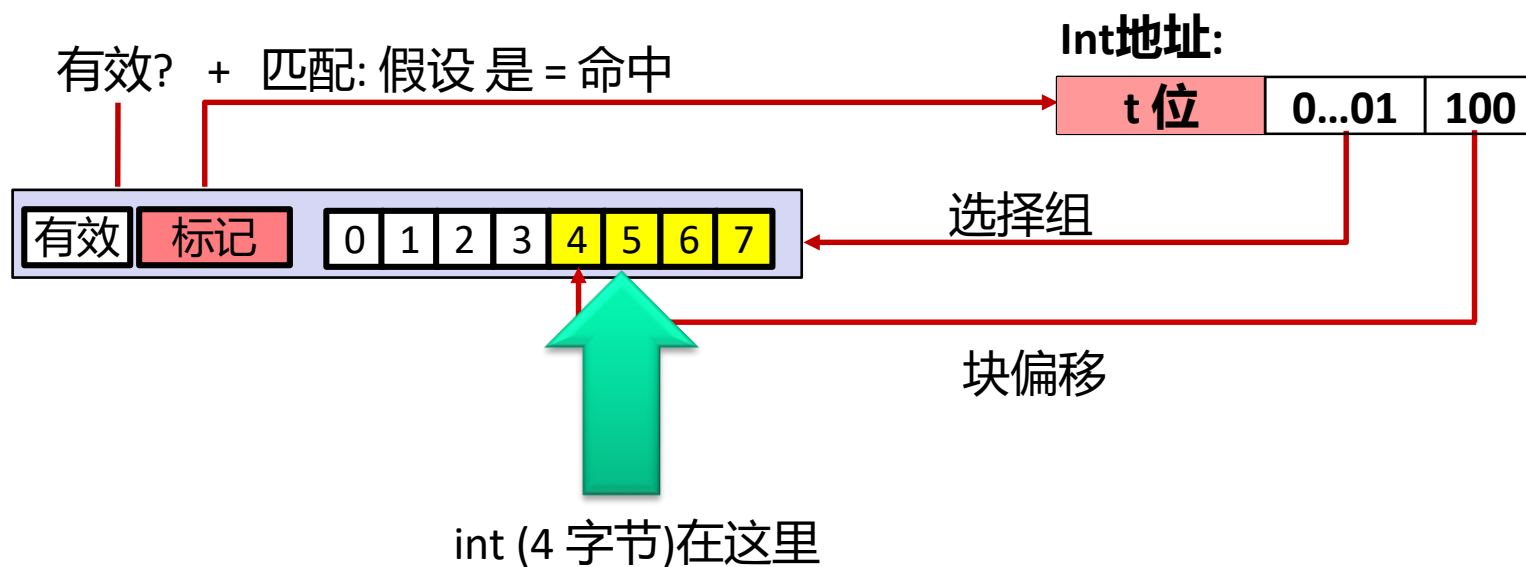 Int地址:
有效? + 匹配: 假设 是 = 命中
t 位 0...01 100
选择组
有效 标记 0 1 2 3 4 5 6 7
块偏移
int (4 字节)在这里